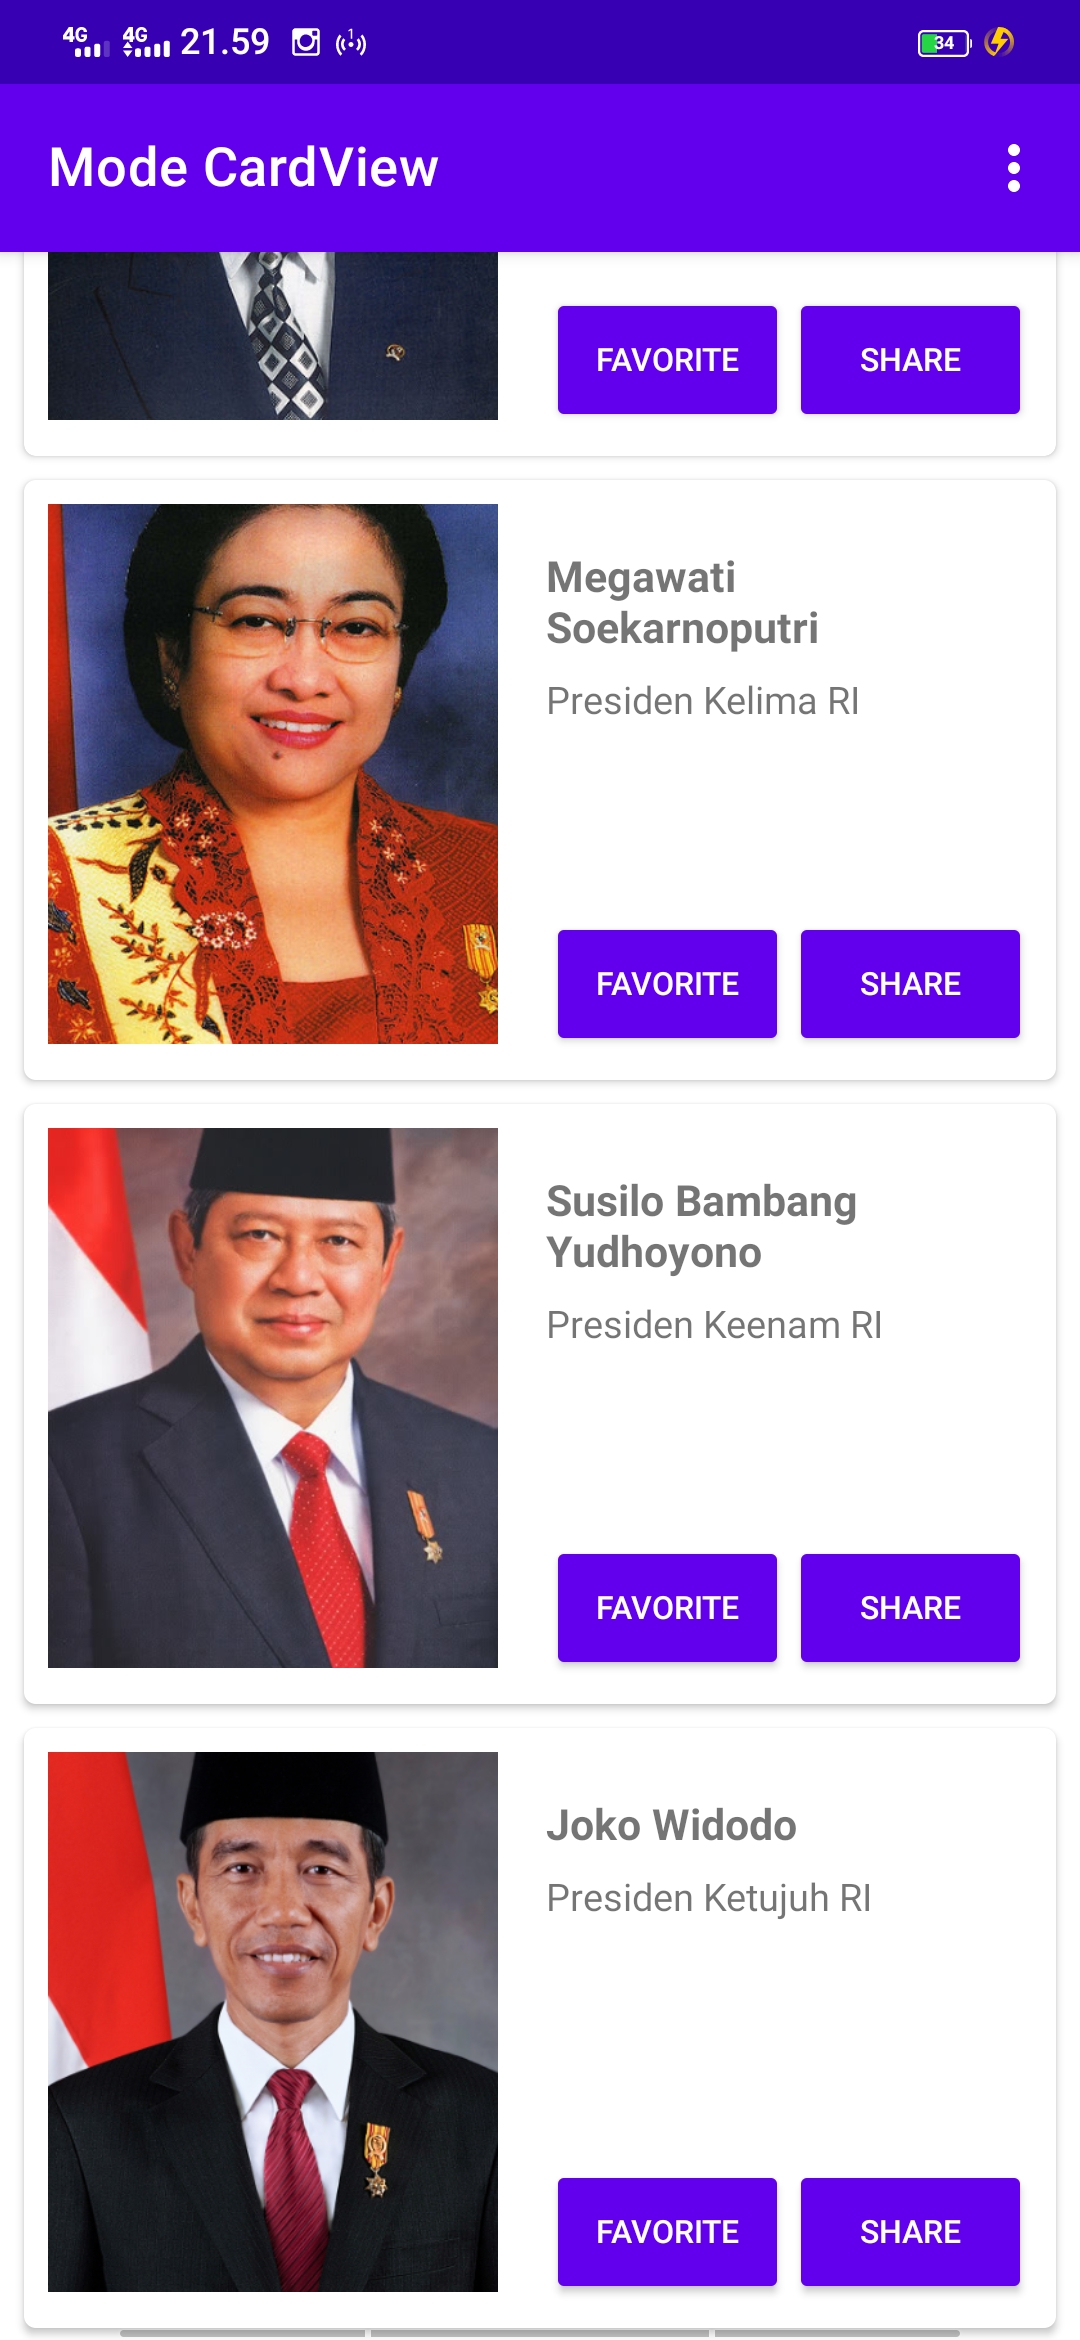 4G 4G 21.59 34
Mode CardView
FAVORITE SHARE
Megawati
Soekarnoputri
Presiden Kelima RI
FAVORITE SHARE
Susilo Bambang
Yudhoyono
Presiden Keenam RI
FAVORITE SHARE
Joko Widodo
Presiden Ketujuh RI
FAVORITE SHARE